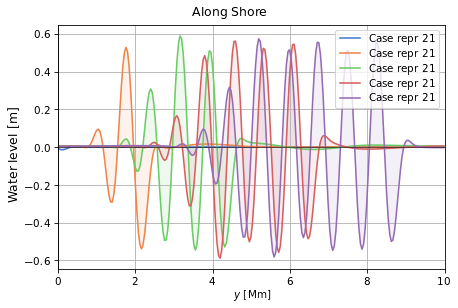 Along Shore
Water level [m]
0.6
0.4
0.2
0.0
−0.2
−0.4
−0.6
Case repr 21
Case repr 21
Case repr 21
Case repr 21
Case repr 21
0 2 4 6 8 10
y [Mm]